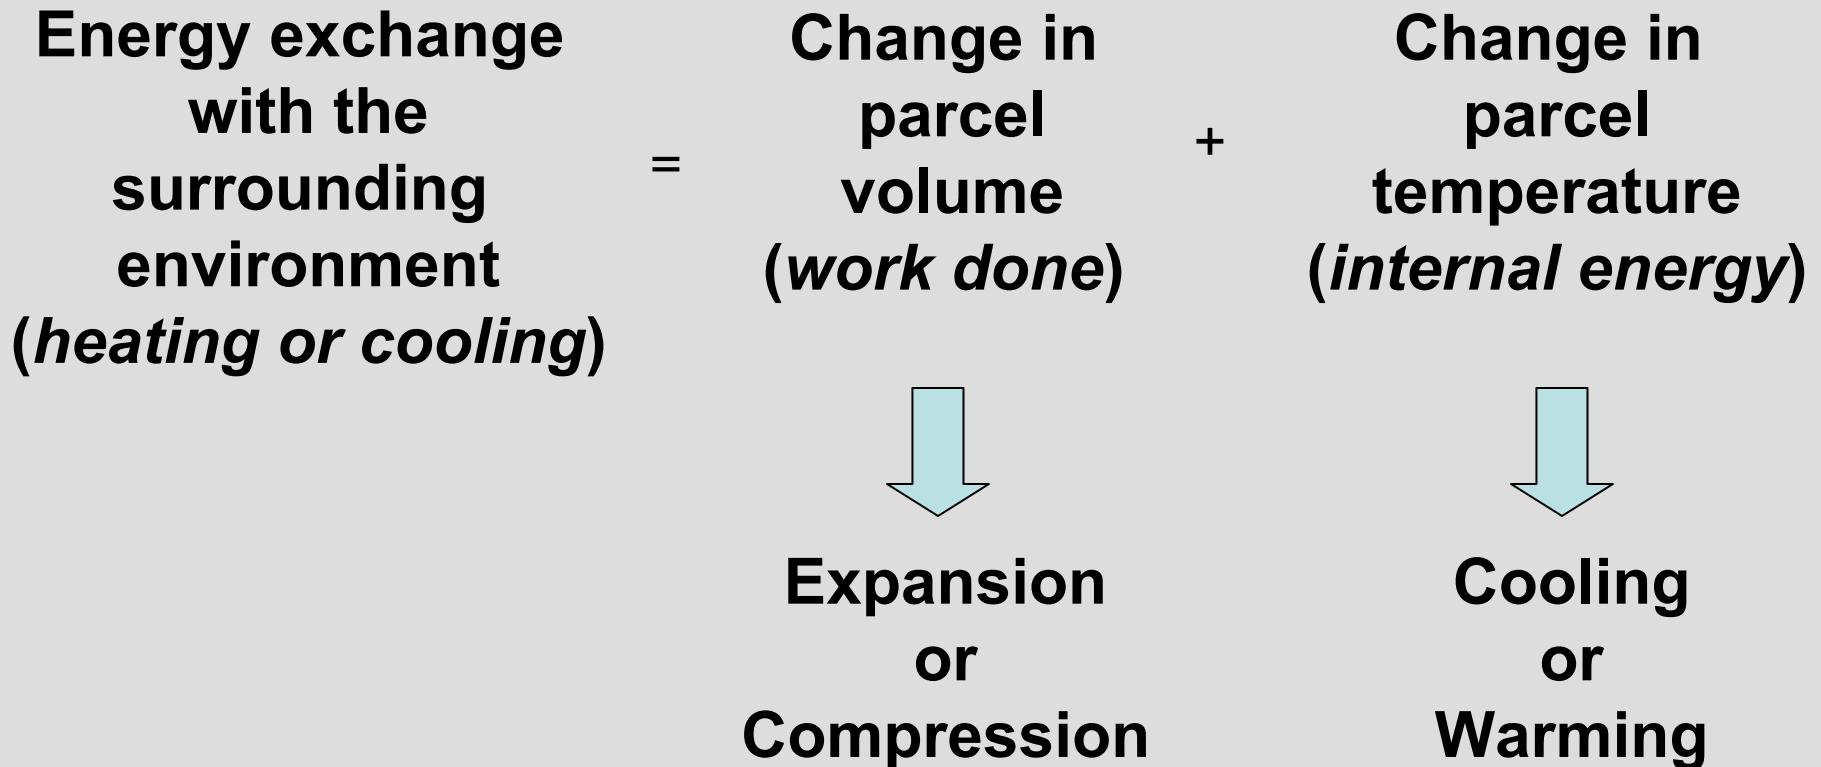 Energy exchange
with the
surrounding
environment
(heating or cooling)
=
Change in
parcel
volume
(work done)
+
Change in
parcel
temperature
(internal energy)
Expansion
or
Compression
Cooling
or
Warming